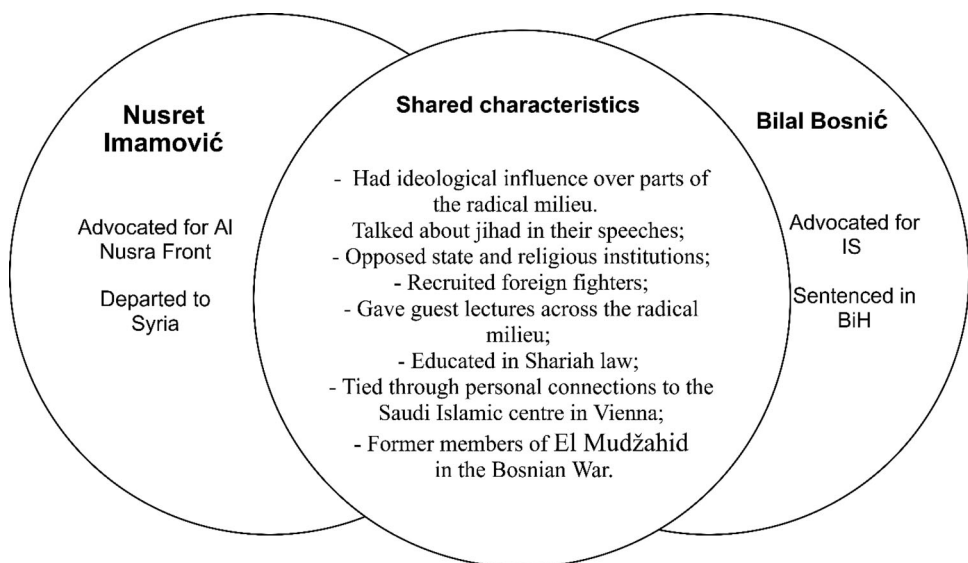 Nusret
Imamović
Advocated for Al
Nusra Front
Departed to
Syria
Shared characteristics
- Had ideological influence over parts of
the radical milieu.
Talked about jihad in their speeches;
- Opposed state and religious institutions;
- Recruited foreign fighters;
- Gave guest lectures across the radical
milieu;
- Educated in Shariah law;
- Tied through personal connections to the
Saudi Islamic centre in Vienna;
- Former members of El Mudžahid
in the Bosnian War.
Bilal Bosnić
Advocated for
IS
Sentenced in
BiH